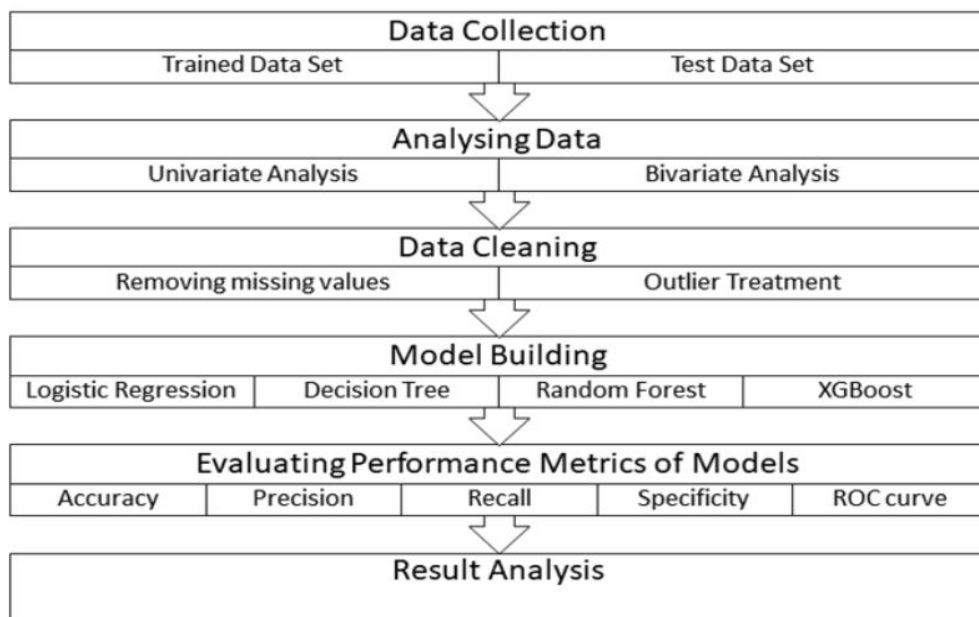 Data Collection
Trained Data Set
Test Data Set
Analysing Data
Univariate Analysis
Bivariate Analysis
Data Cleaning
Removing missing values
Outlier Treatment
Model Building
Logistic Regression
Decision Tree
Random Forest
XGBoost
Evaluating Performance Metrics of Models
Accuracy
Precision
Recall
Specificity
ROC curve
Result Analysis